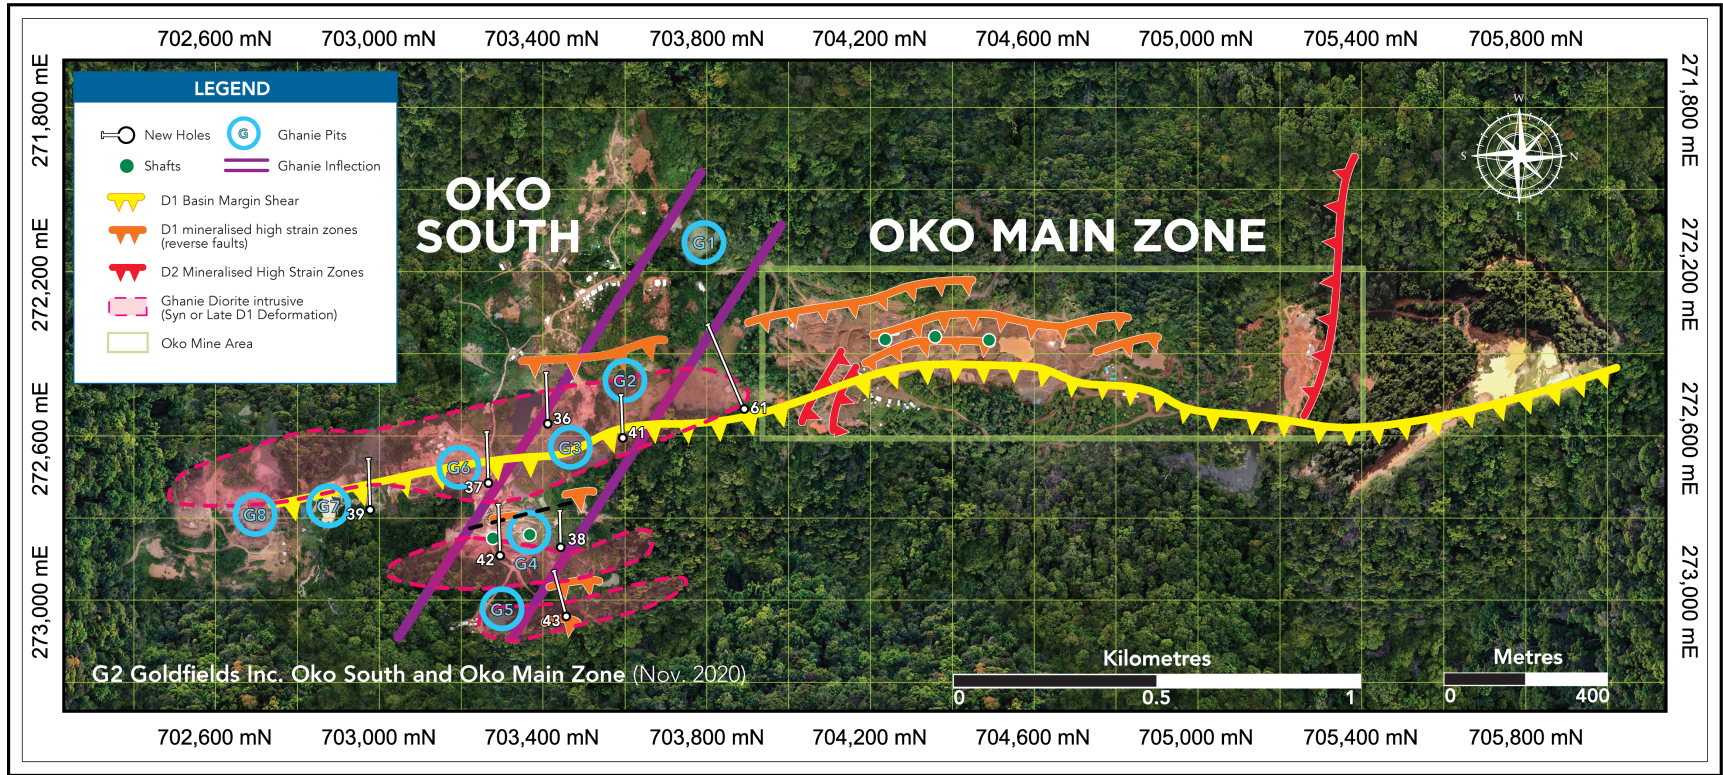 702,600 mN 703,000 mN 703,400 mN 703,800 mN 704,200 mN 704,600 mN 705,000 mN 705,400 mN 705,800 mN
271,800 mE
272,200 mE
272,600 mE
273,000 mE
LEGEND
New Holes
G
Ghanie Pits
Shafts
Ghanie Inflection
D1 Basin Margin Shear
D1 mineralised high strain zones
(reverse faults)
D2 Mineralised High Strain Zones
Ghanie Diorite intrusive
(Syn or Late D1 Deformation)
Oko Mine Area
OKO
SOUTH
OKO MAIN ZONE
W
S
N
E
G1
G2
36
61
41
G3
G6
37
G7
39
G8
38
42
G4
G5
43
G2 Goldfields Inc. Oko South and Oko Main Zone (Nov. 2020)
Kilometres
0 0.5 1
Metres
0 400
271,800 mE
272,200 mE
272,600 mE
273,000 mE
702,600 mN 703,000 mN 703,400 mN 703,800 mN 704,200 mN 704,600 mN 705,000 mN 705,400 mN 705,800 mN